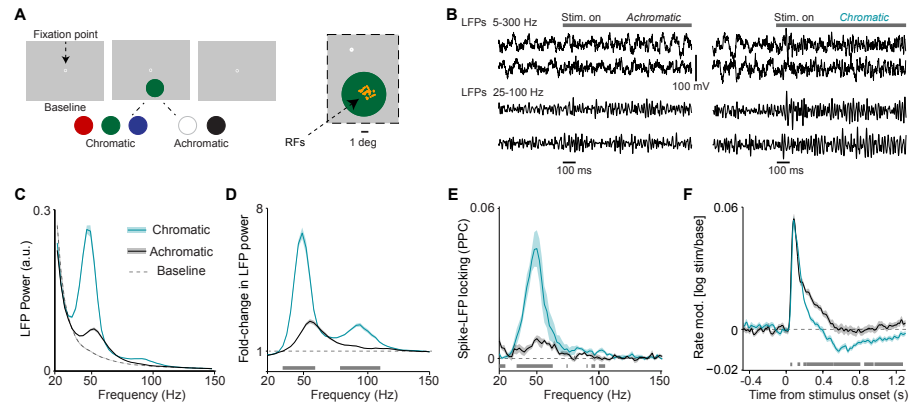 A
Fixation point
Baseline
Chromatic
Achromatic
RFs
1 deg
B
LFPs 5-300 Hz
Stim. on
Achromatic
Stim. on
Chromatic
100 mV
LFPs 25-100 Hz
100 ms
100 ms
C
0.3
LFP Power (a.u.)
0
20
50
100
150
Frequency (Hz)
Chromatic
Achromatic
Baseline
D
8
Fold-change in LFP power
1
20
50
100
150
Frequency (Hz)
E
0.06
Spike-LFP locking (PPC)
0
20
50
100
150
Frequency (Hz)
F
0.06
Rate mod. [log stim/base]
0
−0.02
-0.4
0
0.4
0.8
1.2
Time from stimulus onset (s)